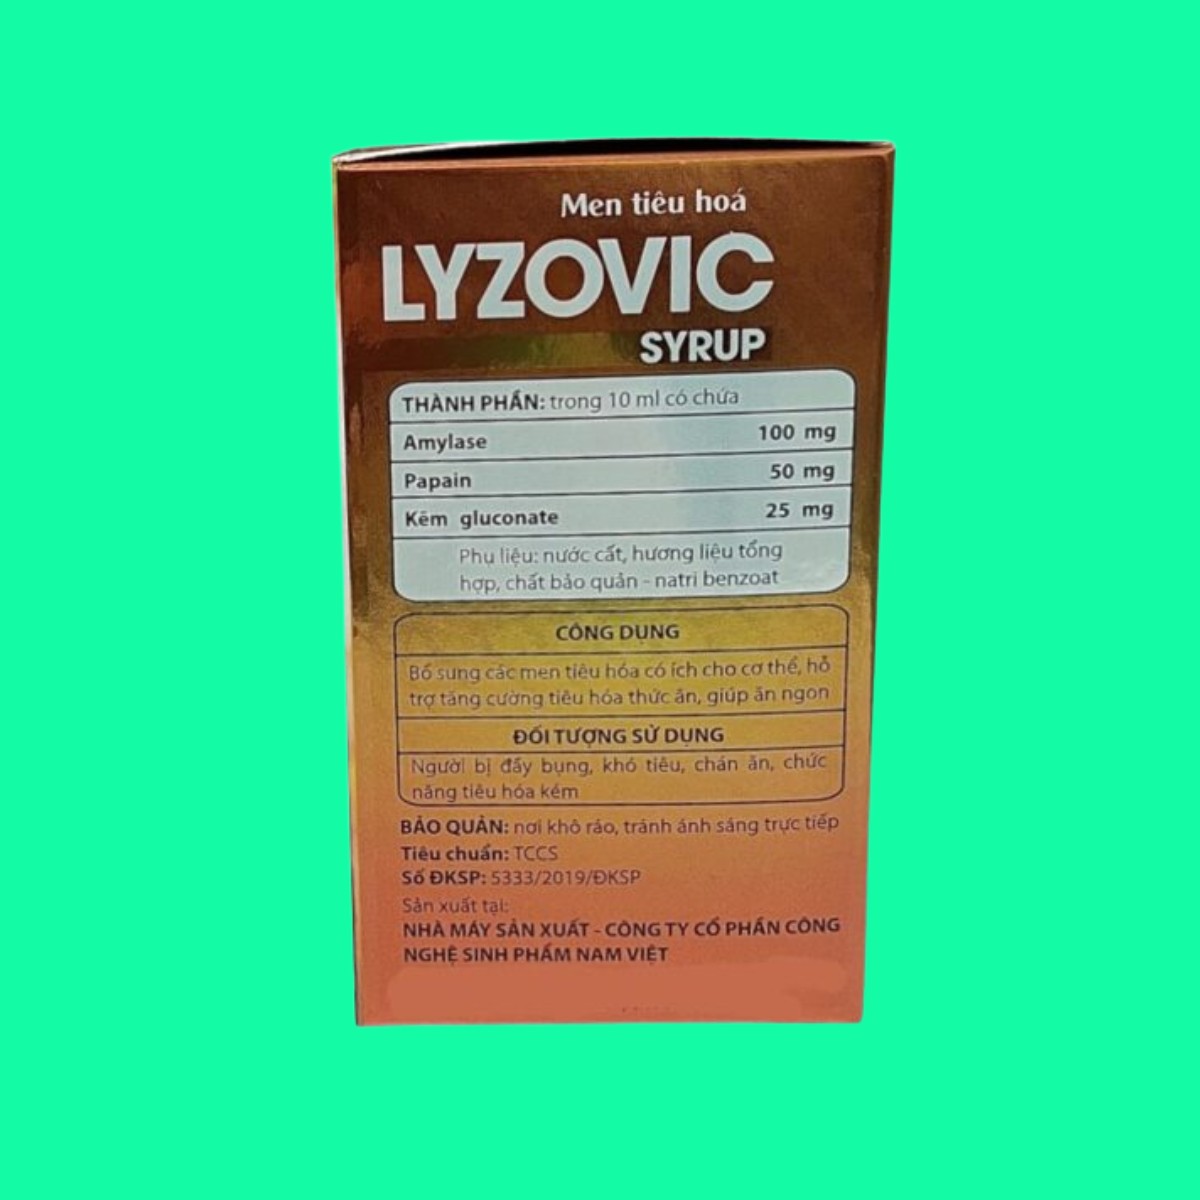 Men tiêu hoá
LYZOVIC
SYRUP
THÀNH PHẦN: trong 10 ml có chứa
Amylase 100 mg
Papain 50 mg
Kẽm gluconate 25 mg
Phụ liệu: nước cất, hương liệu tổng
hợp, chất bảo quản - natri benzoat
CÔNG DỤNG
Bổ sung các men tiêu hóa có ích cho cơ thể, hỗ
trợ tăng cường tiêu hóa thức ăn, giúp ăn ngon
ĐỐI TƯỢNG SỬ DỤNG
Người bị đầy bụng, khó tiêu, chán ăn, chức
năng tiêu hóa kém
BẢO QUẢN: nơi khô ráo, tránh ánh sáng trực tiếp
Tiêu chuẩn: TCCS
Số ĐKSP: 5333/2019/ĐKSP
Sản xuất tại:
NHÀ MÁY SẢN XUẤT - CÔNG TY CỔ PHẦN CÔNG
NGHỆ SINH PHẨM NAM VIỆT